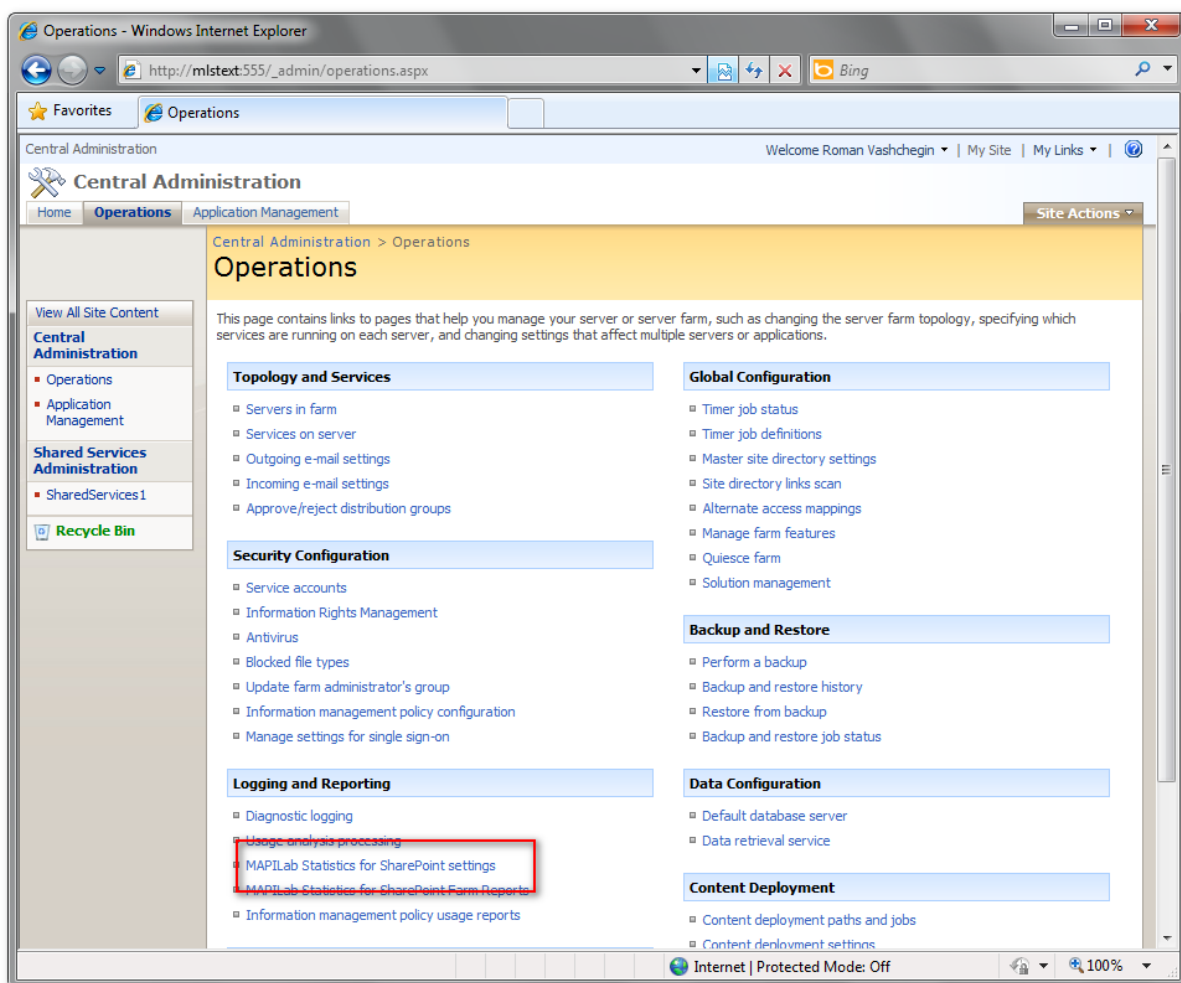 Operations - Windows Internet Explorer
http://mlstext:555/_admin/operations.aspx
Bing
Favorites
Operations
Central Administration
Welcome Roman Vashchegin | My Site | My Links |
Central Administration
Home
Operations
Application Management
Site Actions
Central Administration > Operations
Operations
View All Site Content
Central
Administration
Operations
Application
Management
Shared Services
Administration
SharedServices1
Recycle Bin
This page contains links to pages that help you manage your server or server farm, such as changing the server farm topology, specifying which
services are running on each server, and changing settings that affect multiple servers or applications.
Topology and Services
Servers in farm
Services on server
Outgoing e-mail settings
Incoming e-mail settings
Approve/reject distribution groups
Security Configuration
Service accounts
Information Rights Management
Antivirus
Blocked file types
Update farm administrator's group
Information management policy configuration
Manage settings for single sign-on
Logging and Reporting
Diagnostic logging
Usage analysis processing
MAPILab Statistics for SharePoint settings
MAPILab Statistics for SharePoint Farm Reports
Information management policy usage reports
Global Configuration
Timer job status
Timer job definitions
Master site directory settings
Site directory links scan
Alternate access mappings
Manage farm features
Quiesce farm
Solution management
Backup and Restore
Perform a backup
Backup and restore history
Restore from backup
Backup and restore job status
Data Configuration
Default database server
Data retrieval service
Content Deployment
Content deployment paths and jobs
Content deployment settings
Internet | Protected Mode: Off
100%